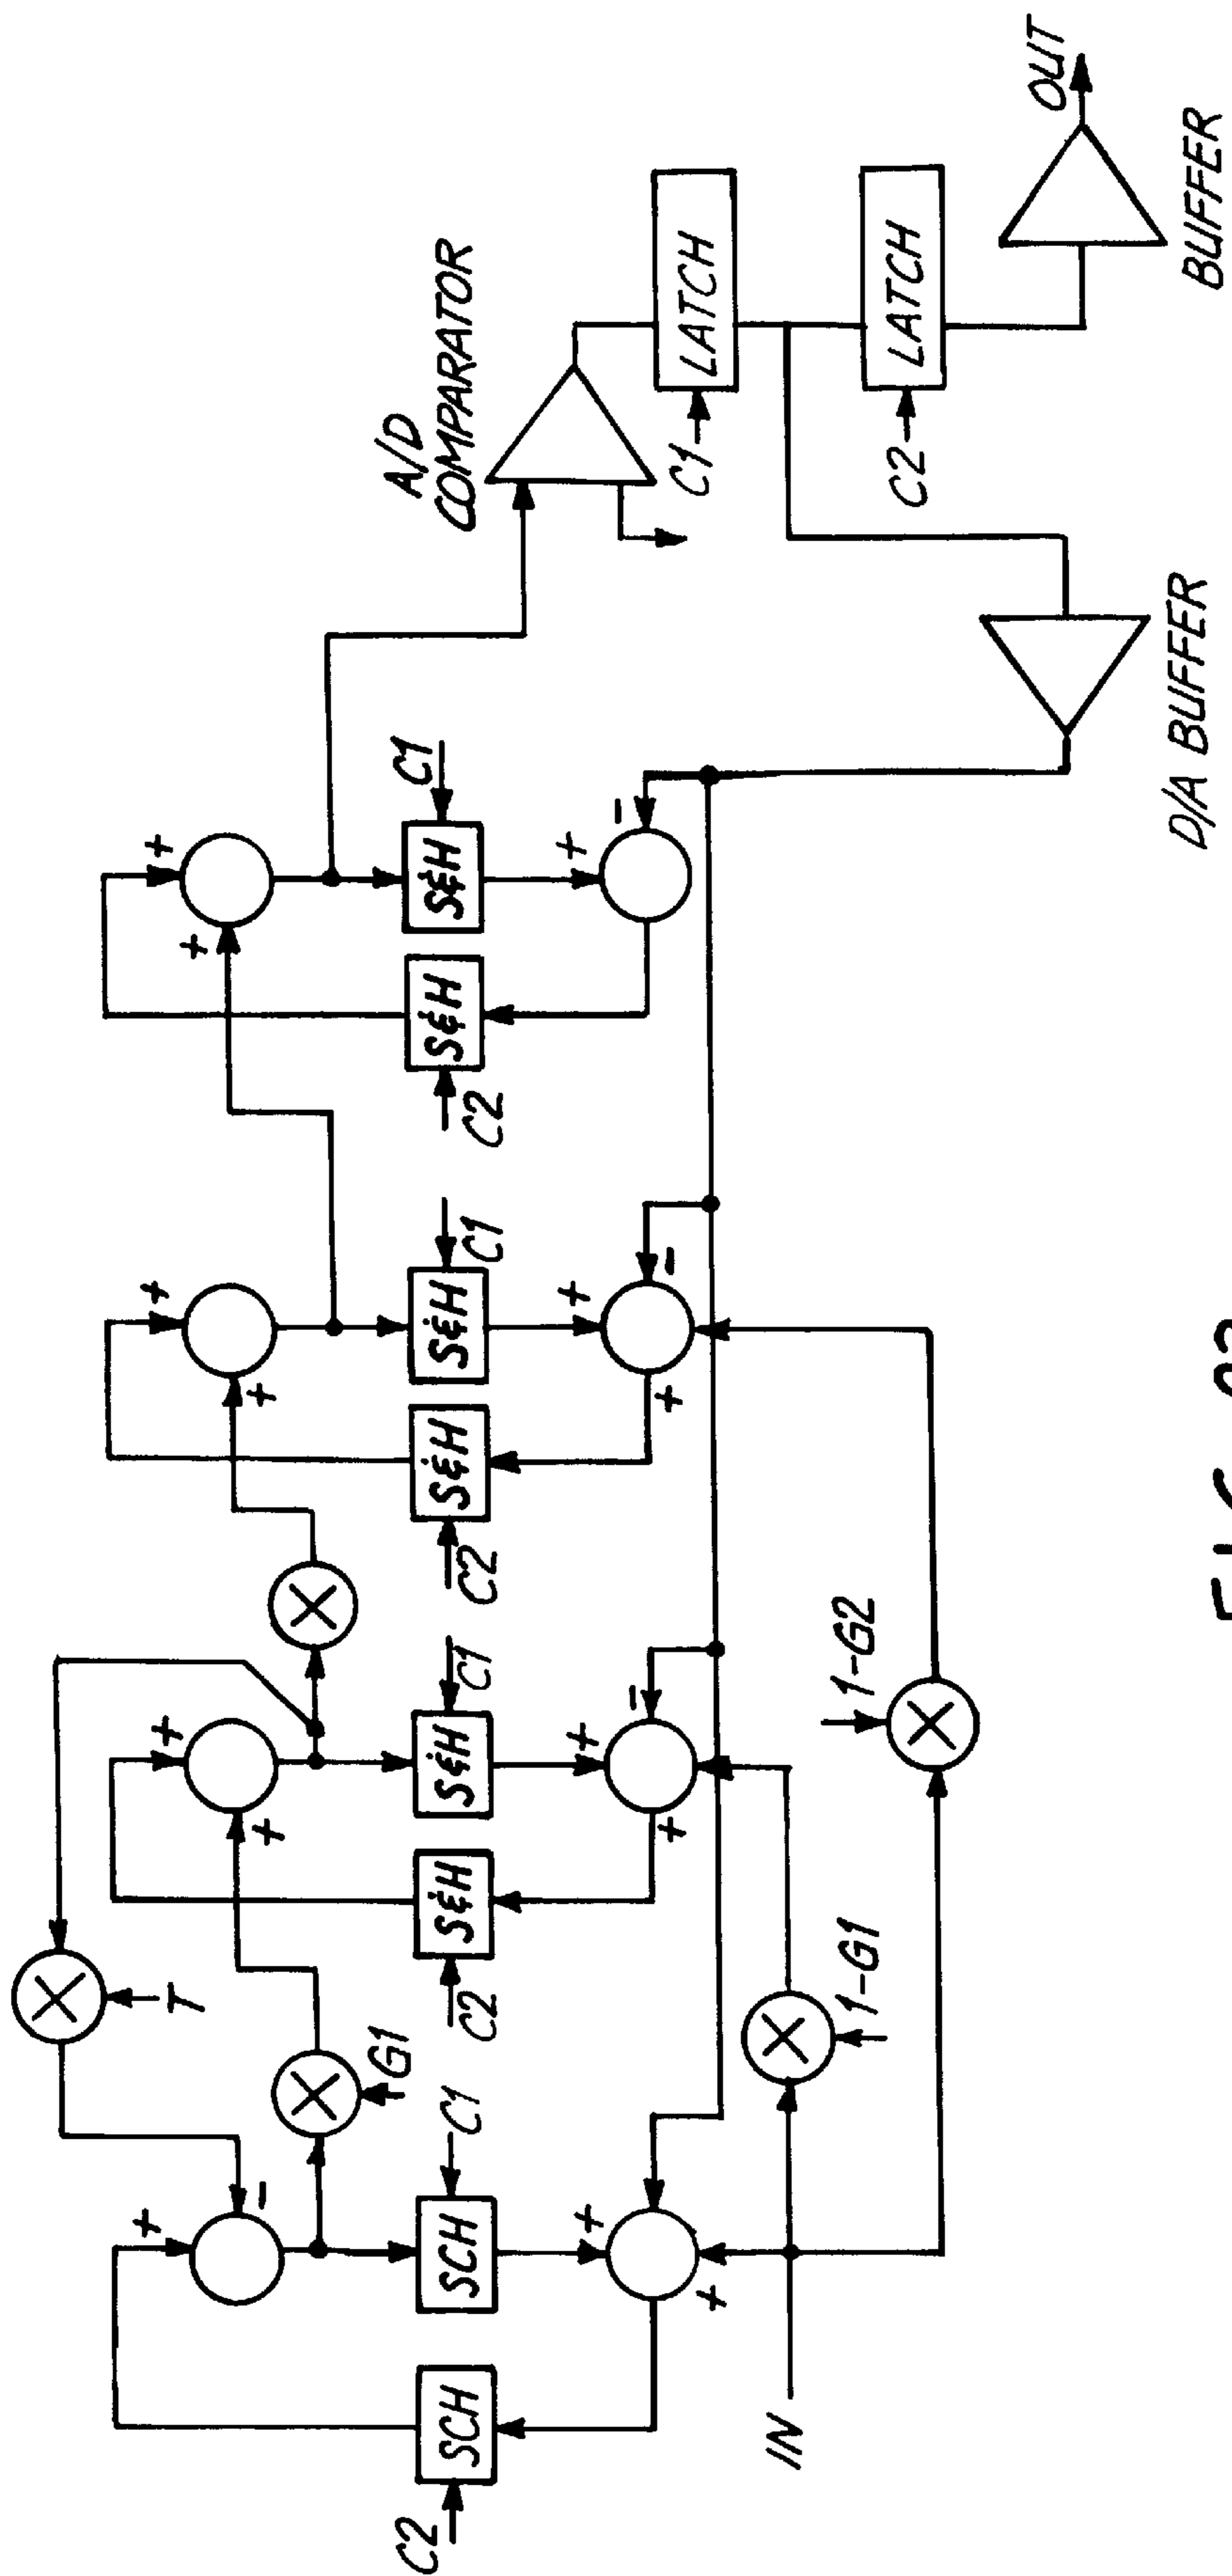 +
-
T
G1
SCH
C2
SCH
C1
+
+
IN
1-G1
+
+
S&H
C2
S&H
C1
+
-
+
1-G2
+
+
S&H
C2
S&H
C1
+
-
+
+
+
S&H
C2
S&H
C1
+
-
A/D
COMPARATOR
LATCH
C1
LATCH
C2
D/A BUFFER
OUT
BUFFER